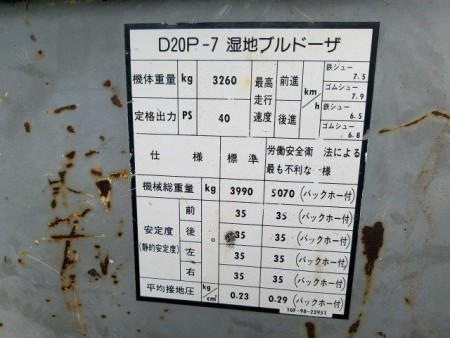 D20P-7 湿地ブルドーザ
機体重量 kg 3260 最高走行速度 前進 km/h 鉄シュー 7.5
ゴムシュー 7.9
定格出力 PS 40 後進 鉄シュー 6.5
ゴムシュー 6.8
仕様 標準 労働安全衛 法による
最も不利な 様
機械総重量 kg 3990 5070 (バックホー付)
安定度 (静的安定度) 前 ° 35 35 (バックホー付)
後 35 35 (バックホー付)
左 35 35 (バックホー付)
右 35 35 (バックホー付)
平均接地圧 kg/cm² 0.23 0.29 (バックホー付)
10F-98-22951